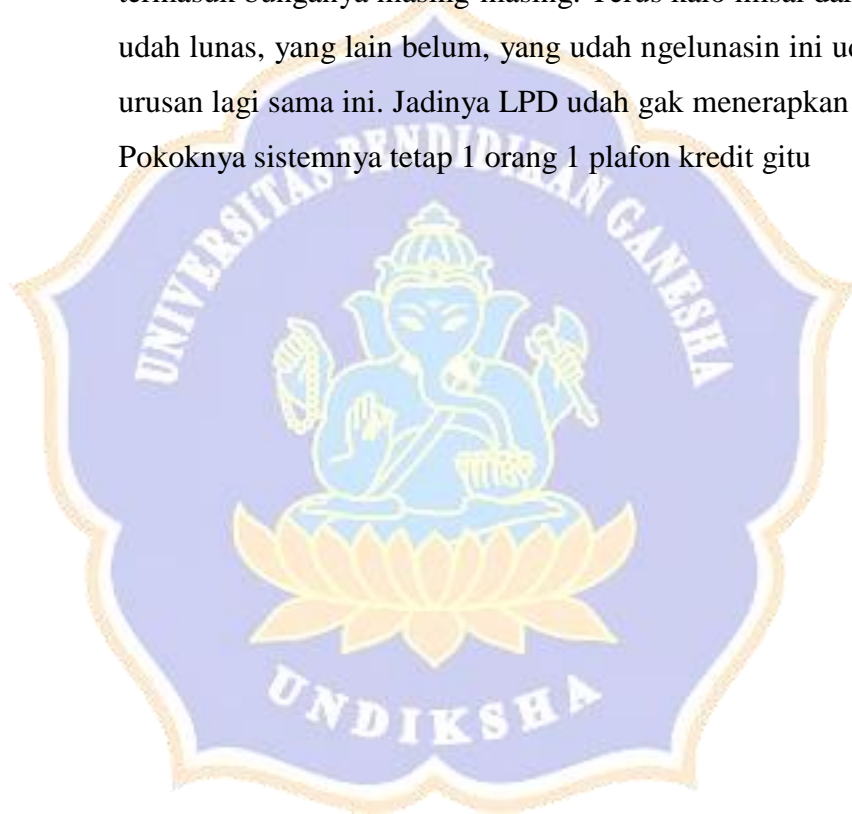 termasuk bunganya masing-masing. Terus kalo misal
udah lunas, yang lain belum, yang udah ngelunasin ini
urusan lagi sama ini. Jadinya LPD udah gak menerapkan
Pokoknya sistemnya tetap 1 orang 1 plafon kredit gitu
UNIVERSITAS PENDIDIKAN GANESHA
UNDIKSHA